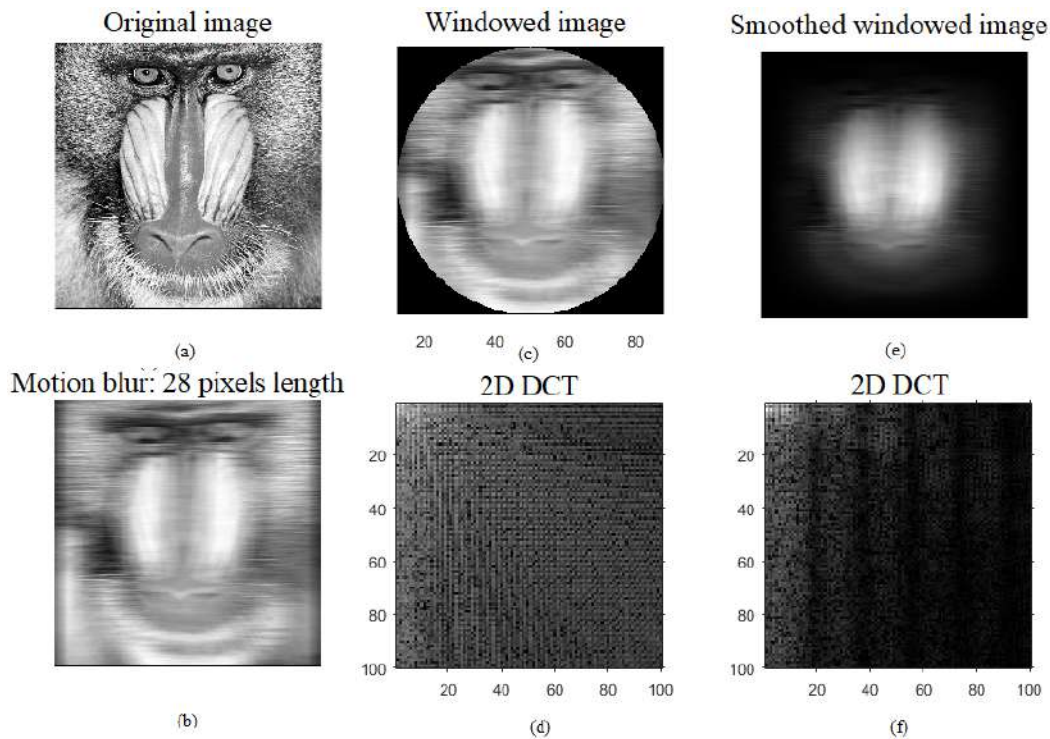 Original image
Windowed image
Smoothed windowed image
(a)
20 40 60 80
(c)
(e)
Motion blur: 28 pixels length
2D DCT
2D DCT
20
40
60
80
100
20 40 60 80 100
20
40
60
80
100
20 40 60 80 100
(b)
(d)
(f)